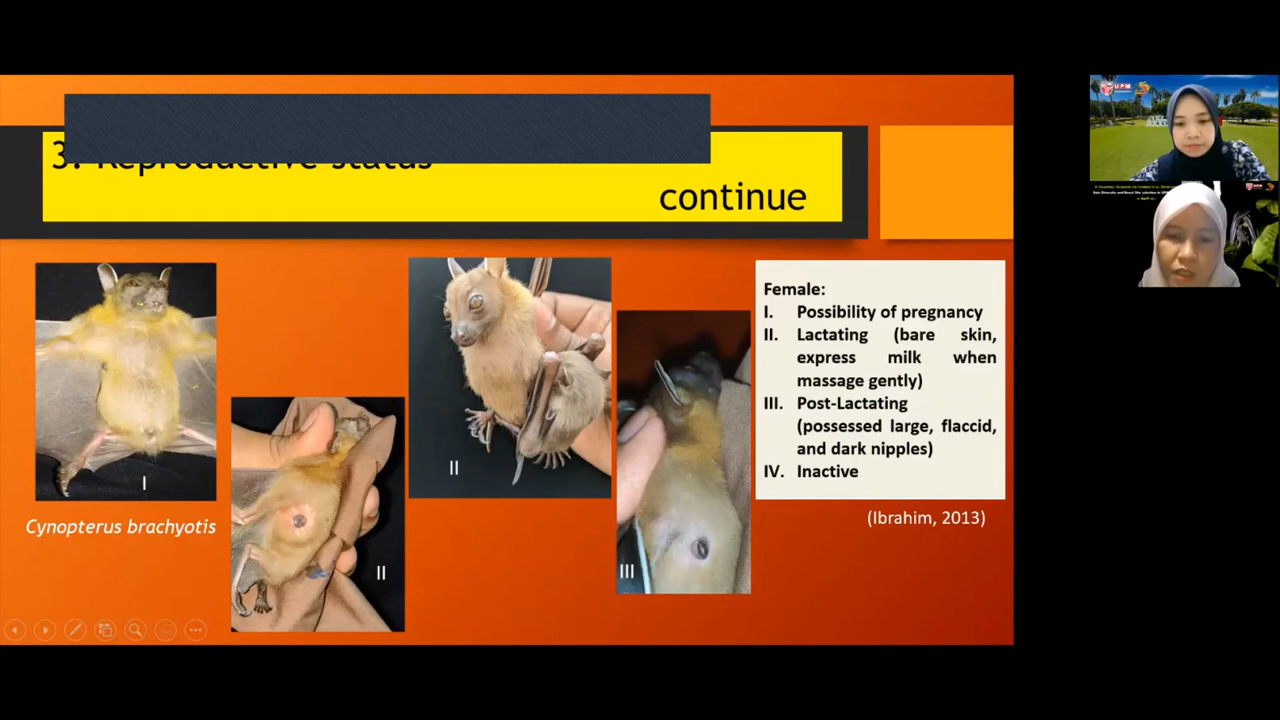 3. Reproductive status
continue
I
Cynopterus brachyotis
II
II
III
Female:
I. Possibility of pregnancy
II. Lactating (bare skin,
express milk when
massage gently)
III. Post-Lactating
(possessed large, flaccid,
and dark nipples)
IV. Inactive
(Ibrahim, 2013)
UPM